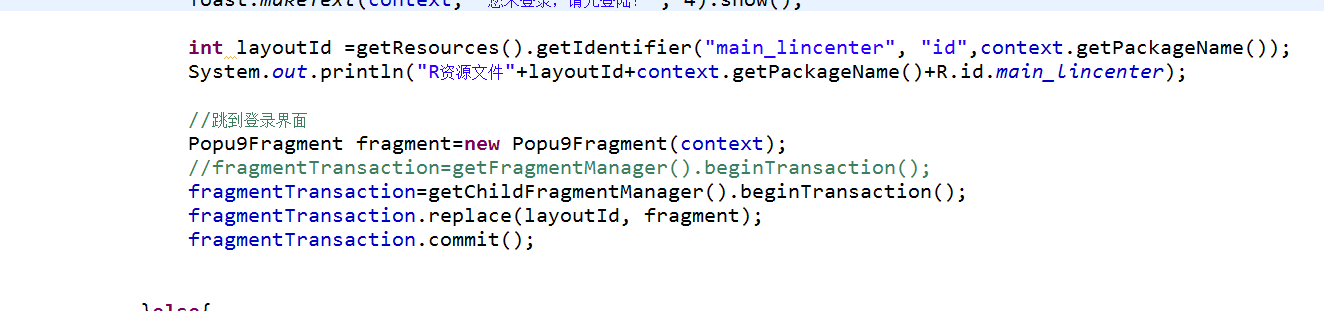 Toast.makeText(context, "您未登录，请先登陆！", 4).show();
int layoutId =getResources().getIdentifier("main_lincenter", "id",context.getPackageName());
System.out.println("R资源文件"+layoutId+context.getPackageName()+R.id.main_lincenter);
//跳到登录界面
Popu9Fragment fragment=new Popu9Fragment(context);
//fragmentTransaction=getFragmentManager().beginTransaction();
fragmentTransaction=getChildFragmentManager().beginTransaction();
fragmentTransaction.replace(layoutId, fragment);
fragmentTransaction.commit();
}else{